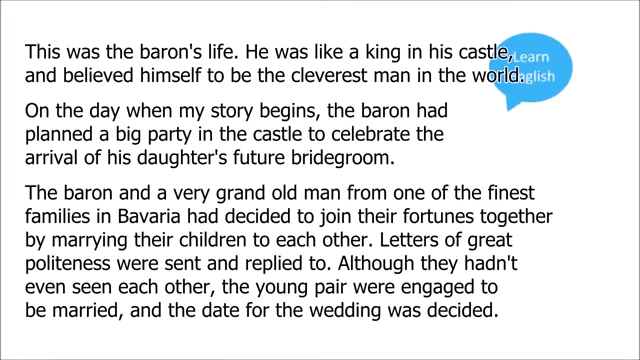 This was the baron's life. He was like a king in his castle,
and believed himself to be the cleverest man in the world.
On the day when my story begins, the baron had
planned a big party in the castle to celebrate the
arrival of his daughter's future bridegroom.
The baron and a very grand old man from one of the finest
families in Bavaria had decided to join their fortunes together
by marrying their children to each other. Letters of great
politeness were sent and replied to. Although they hadn't
even seen each other, the young pair were engaged to
be married, and the date for the wedding was decided.
Learn
English